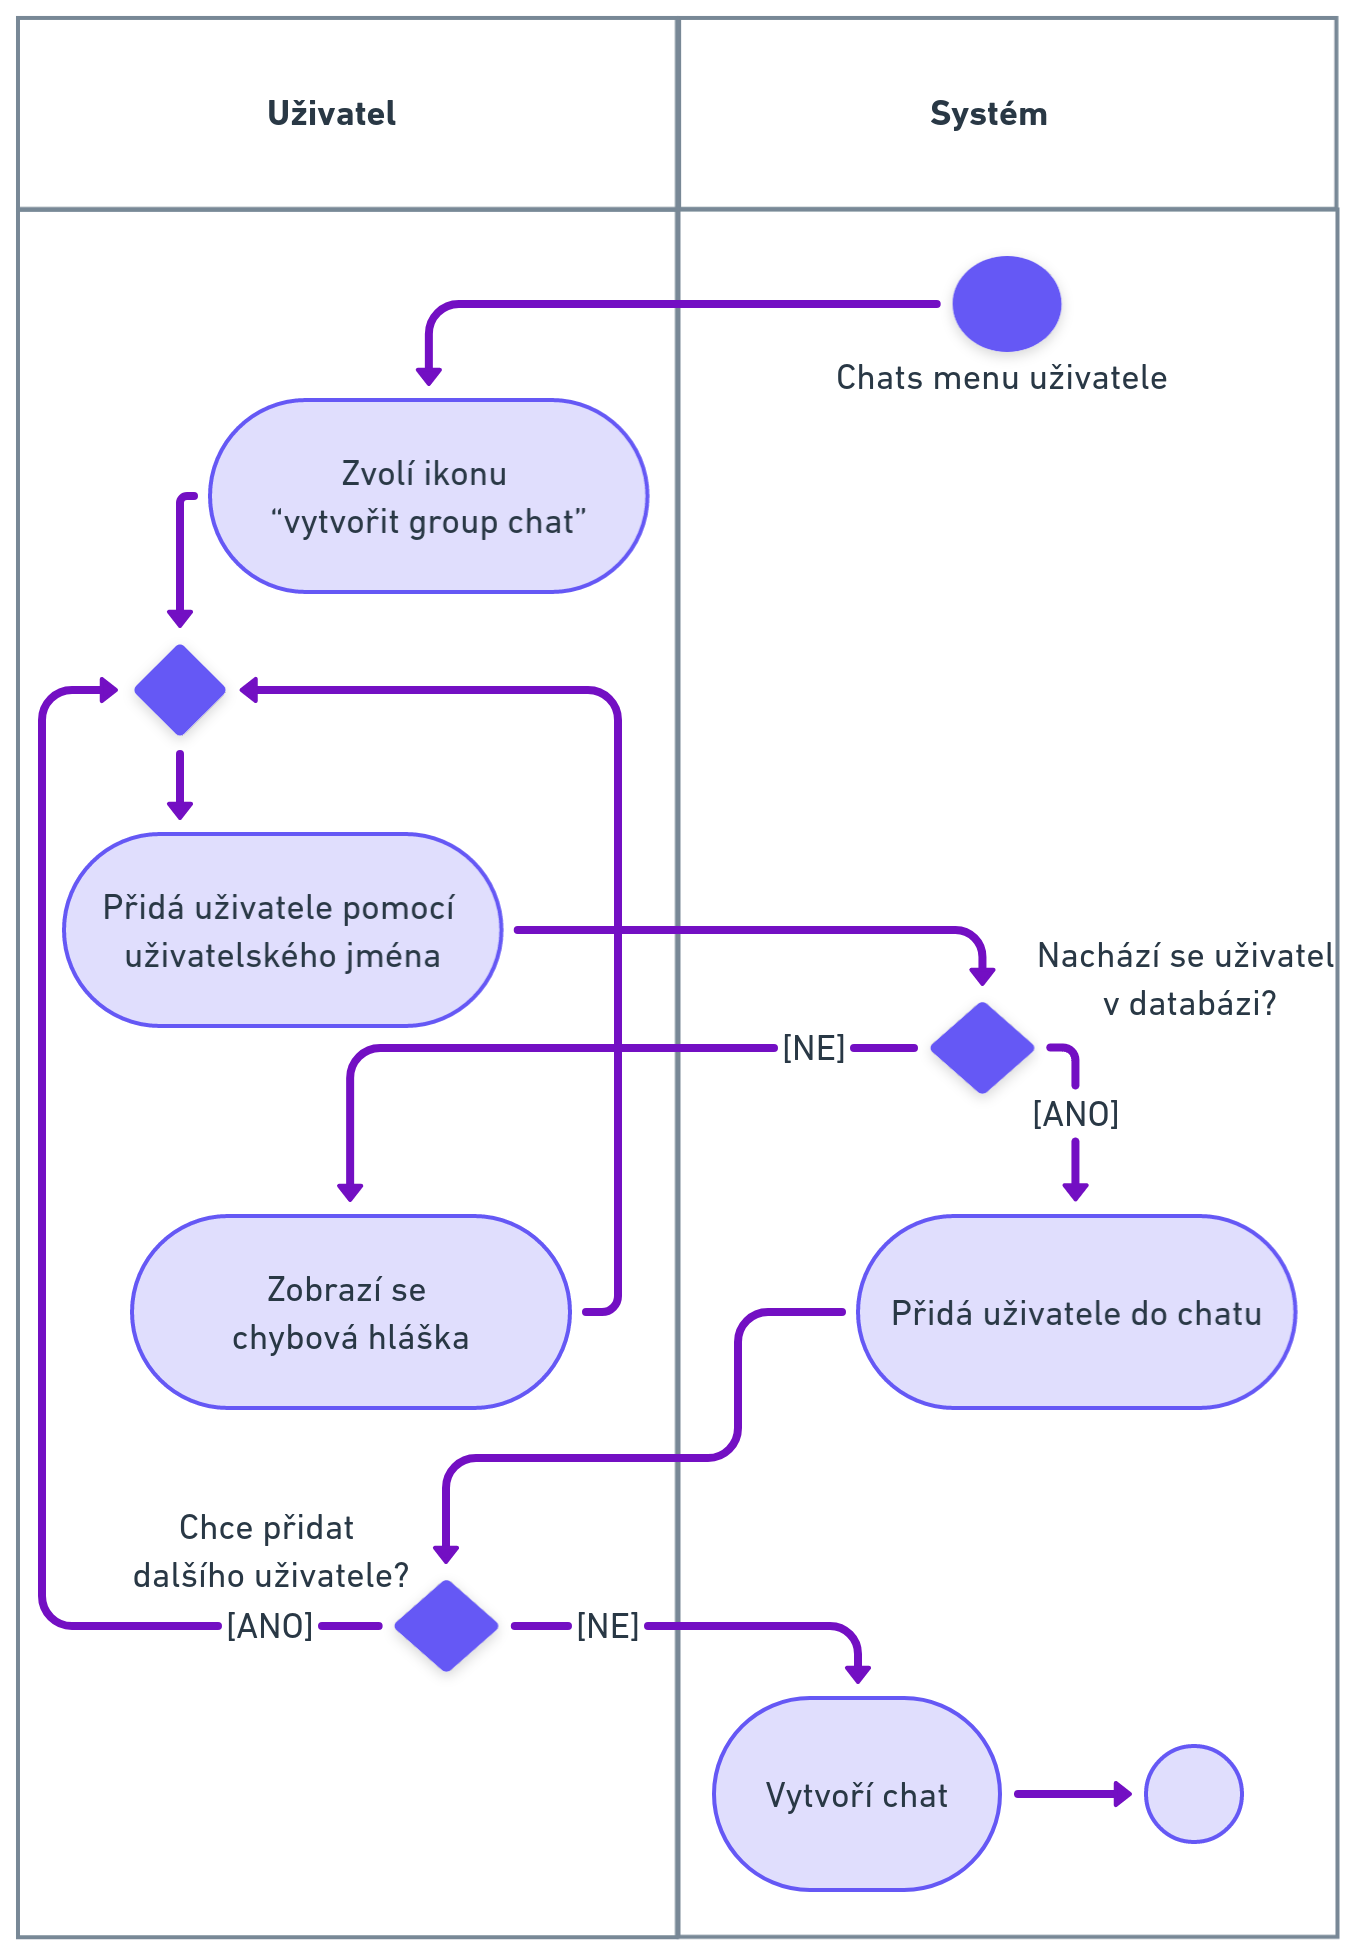 Uživatel
Systém
Chats menu uživatele
Zvolí ikonu
“vytvořit group chat”
Přidá uživatele pomocí
uživatelského jména
Nachází se uživatel
v databázi?
[NE]
[ANO]
Zobrazí se
chybová hláška
Přidá uživatele do chatu
Chce přidat
dalšího uživatele?
[ANO]
[NE]
Vytvoří chat